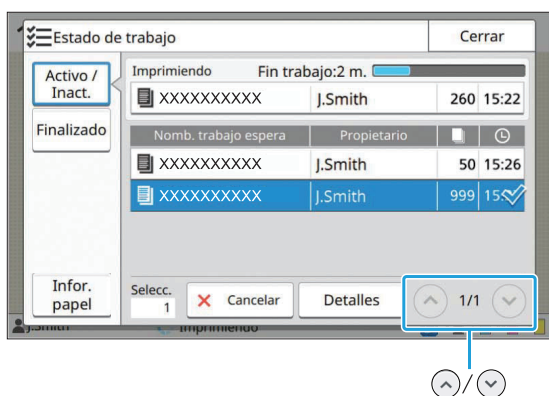 Estado de trabajo Cerrar
Activo / Inact.
Imprimiendo Fin trabajo:2 m.
XXXXXXXXXX J.Smith 260 15:22
Finalizado
Nomb. trabajo espera Propietario
XXXXXXXXXX J.Smith 50 15:26
XXXXXXXXXX J.Smith 999
Infor. papel
Selecc.
1
Cancelar Detalles 1/1
J.Smith Imprimiendo
/